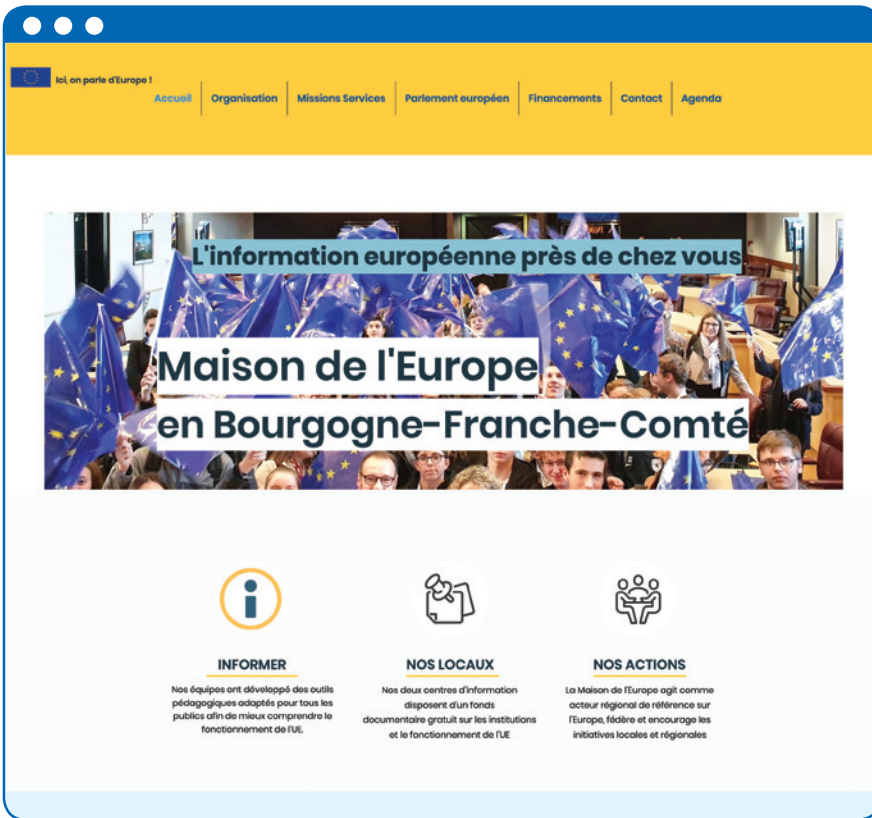 Ici, on parle d'Europe !
Accueil
Organisation
Missions Services
Parlement européen
Financements
Contact
Agenda
L'information européenne près de chez vous
Maison de l'Europe
en Bourgogne-Franche-Comté
INFORMER
Nos équipes ont développé des outils
pédagogiques adaptés pour tous les
publics afin de mieux comprendre le
fonctionnement de l'UE.
NOS LOCAUX
Nos deux centres d'information
disposent d'un fonds
documentaire gratuit sur les institutions
et le fonctionnement de l'UE
NOS ACTIONS
La Maison de l'Europe agit comme
acteur régional de référence sur
l'Europe, fédère et encourage les
initiatives locales et régionales